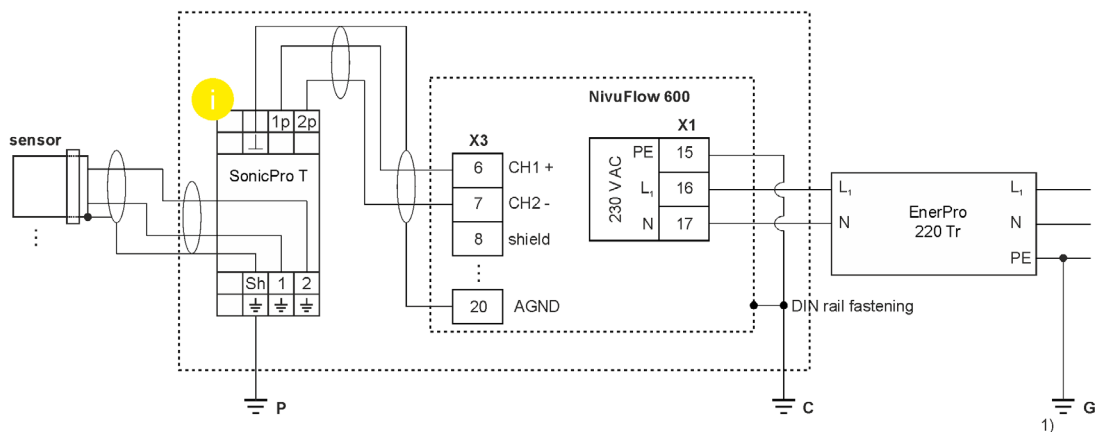 i
sensor
⋮
1p 2p
SonicPro T
Sh 1 2
P
NivuFlow 600
X3
6 CH1 +
7 CH2 -
8 shield
⋮
20 AGND
X1
230 V AC
PE 15
L1 16
N 17
DIN rail fastening
C
L1
N
EnerPro
220 Tr
L1
N
PE
G
1)